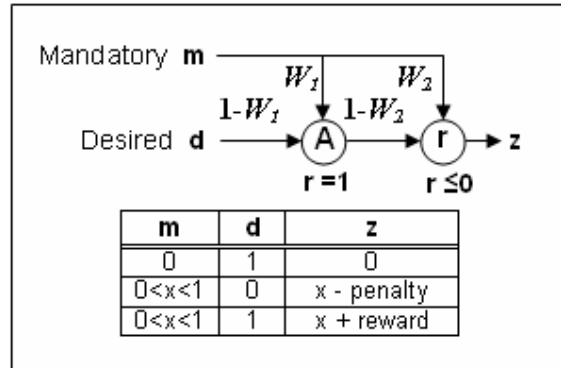 Mandatory m
W1 W2
1-W1 1-W2
Desired d A r z
r =1 r ≤0
m d z
0 1 0
0<x<1 0 x - penalty
0<x<1 1 x + reward